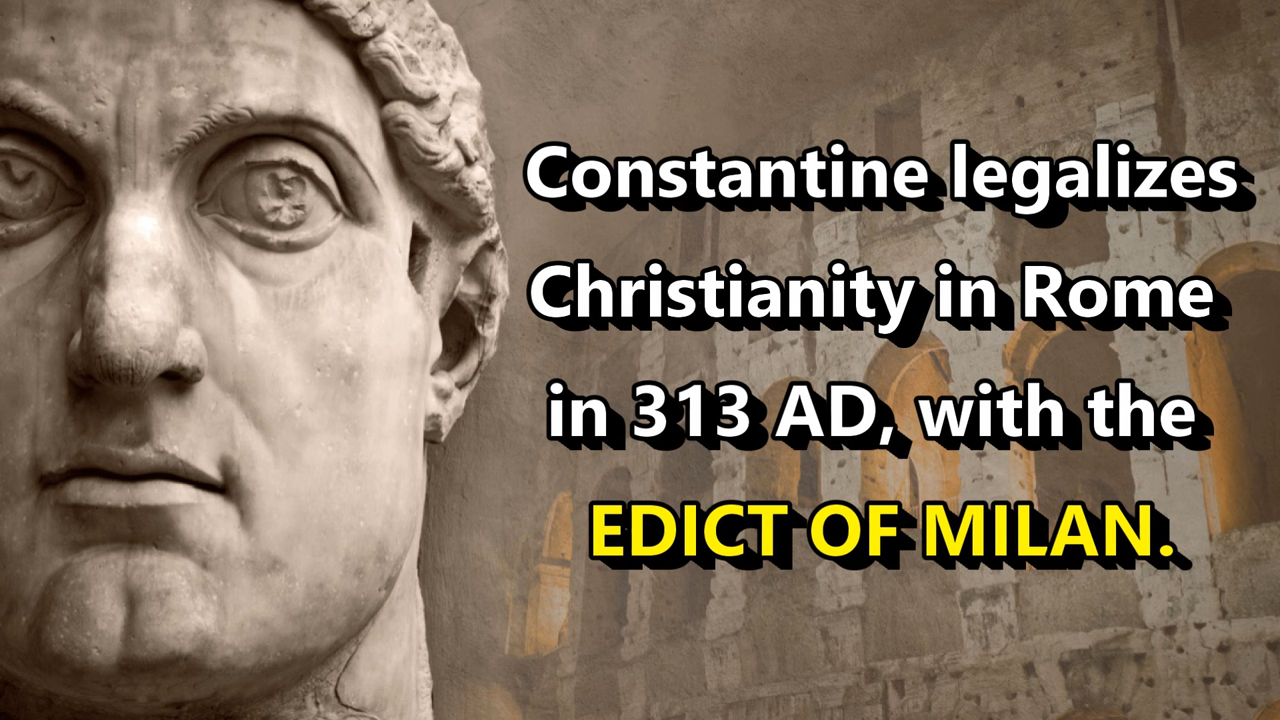 Constantine legalizes
Christianity in Rome
in 313 AD, with the
EDICT OF MILAN.